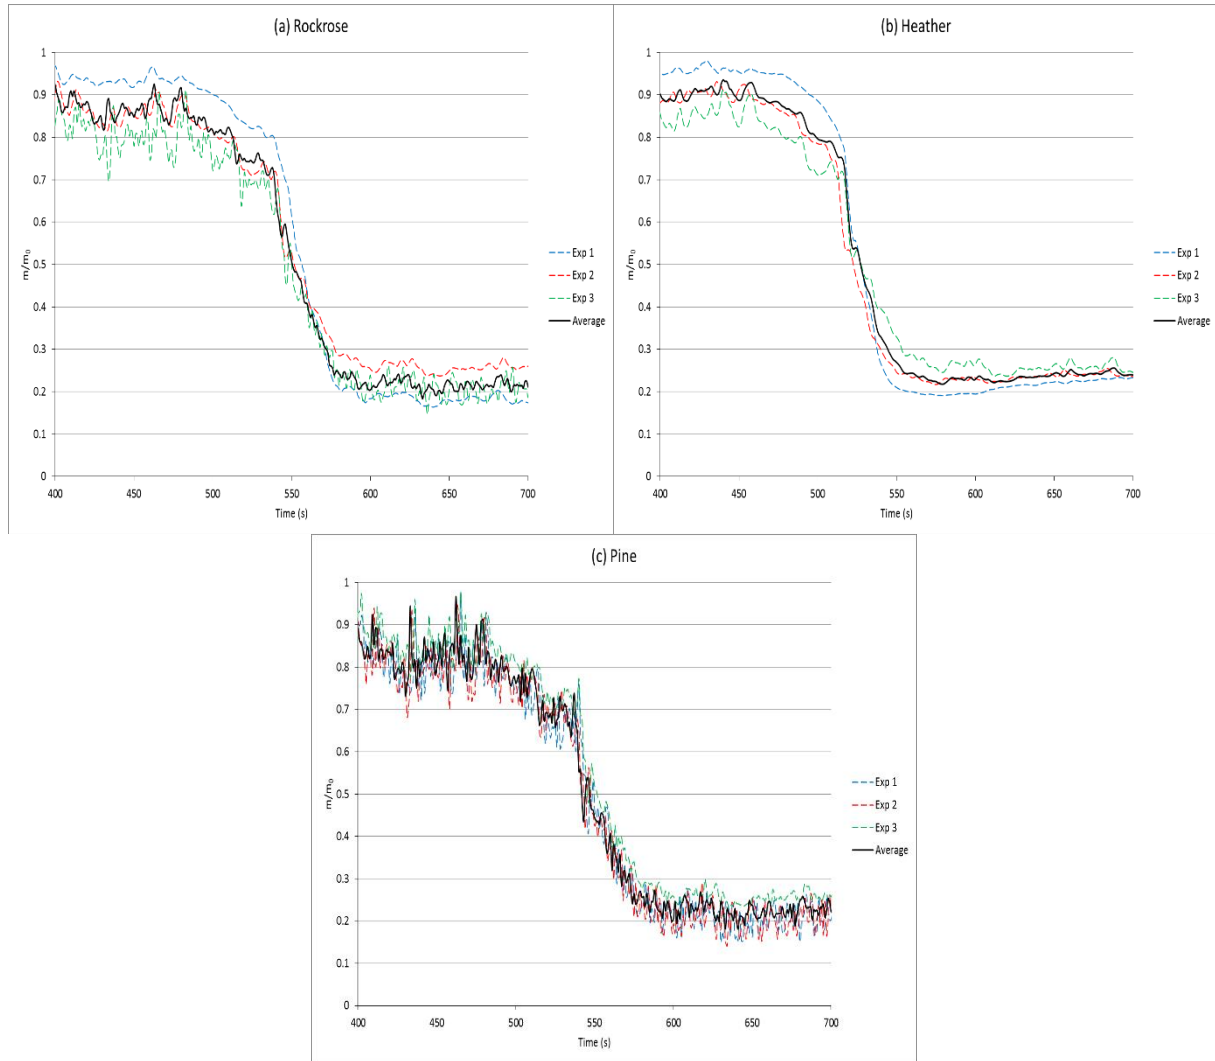 (a) Rockrose
1
0.9
0.8
0.7
0.6
0.5
0.4
0.3
0.2
0.1
0
m/m₀
400 450 500 550 600 650 700
Time (s)
Exp 1
Exp 2
Exp 3
Average
(b) Heather
1
0.9
0.8
0.7
0.6
0.5
0.4
0.3
0.2
0.1
0
m/m₀
400 450 500 550 600 650 700
Time (s)
Exp 1
Exp 2
Exp 3
Average
(c) Pine
1
0.9
0.8
0.7
0.6
0.5
0.4
0.3
0.2
0.1
0
m/m₀
400 450 500 550 600 650 700
Time (s)
Exp 1
Exp 2
Exp 3
Average